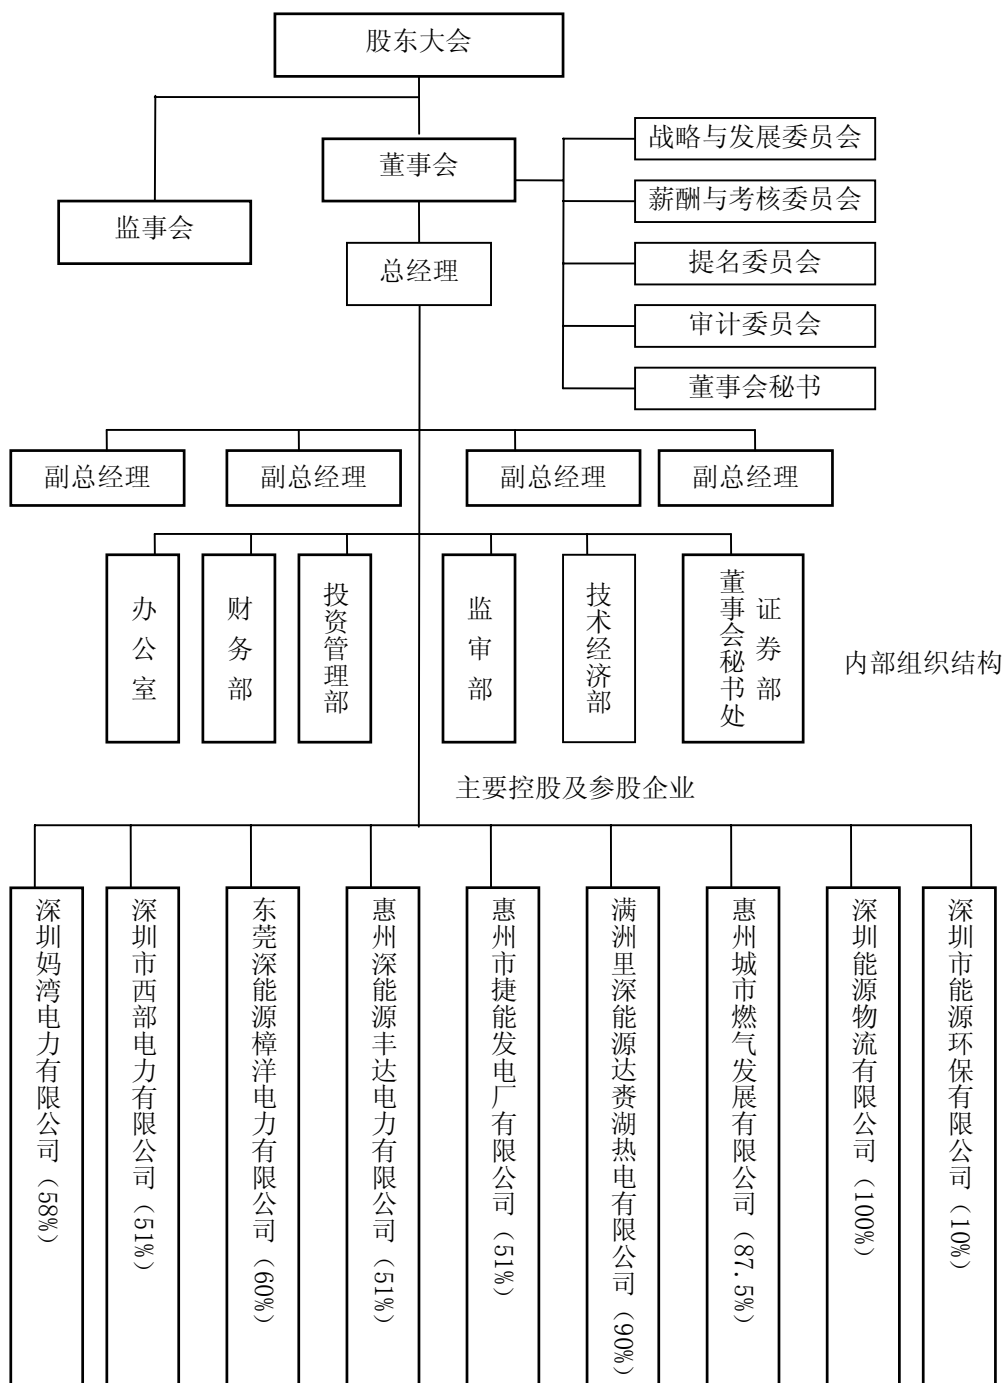 股东大会
董事会
监事会
总经理
战略与发展委员会
薪酬与考核委员会
提名委员会
审计委员会
董事会秘书
副总经理
副总经理
副总经理
副总经理
办公室
财务部
投资管理部
监审部
技术经济部
董事会秘书处
证券部
内部组织结构
主要控股及参股企业
深圳妈湾电力有限公司（58%）
深圳市西部电力有限公司（51%）
东莞深能源樟洋电力有限公司（60%）
惠州深能源丰达电力有限公司（51%）
惠州市捷能发电厂有限公司（51%）
满洲里深能源达赉湖热电有限公司（90%）
惠州城市燃气发展有限公司（87.5%）
深圳能源物流有限公司（100%）
深圳市能源环保有限公司（10%）